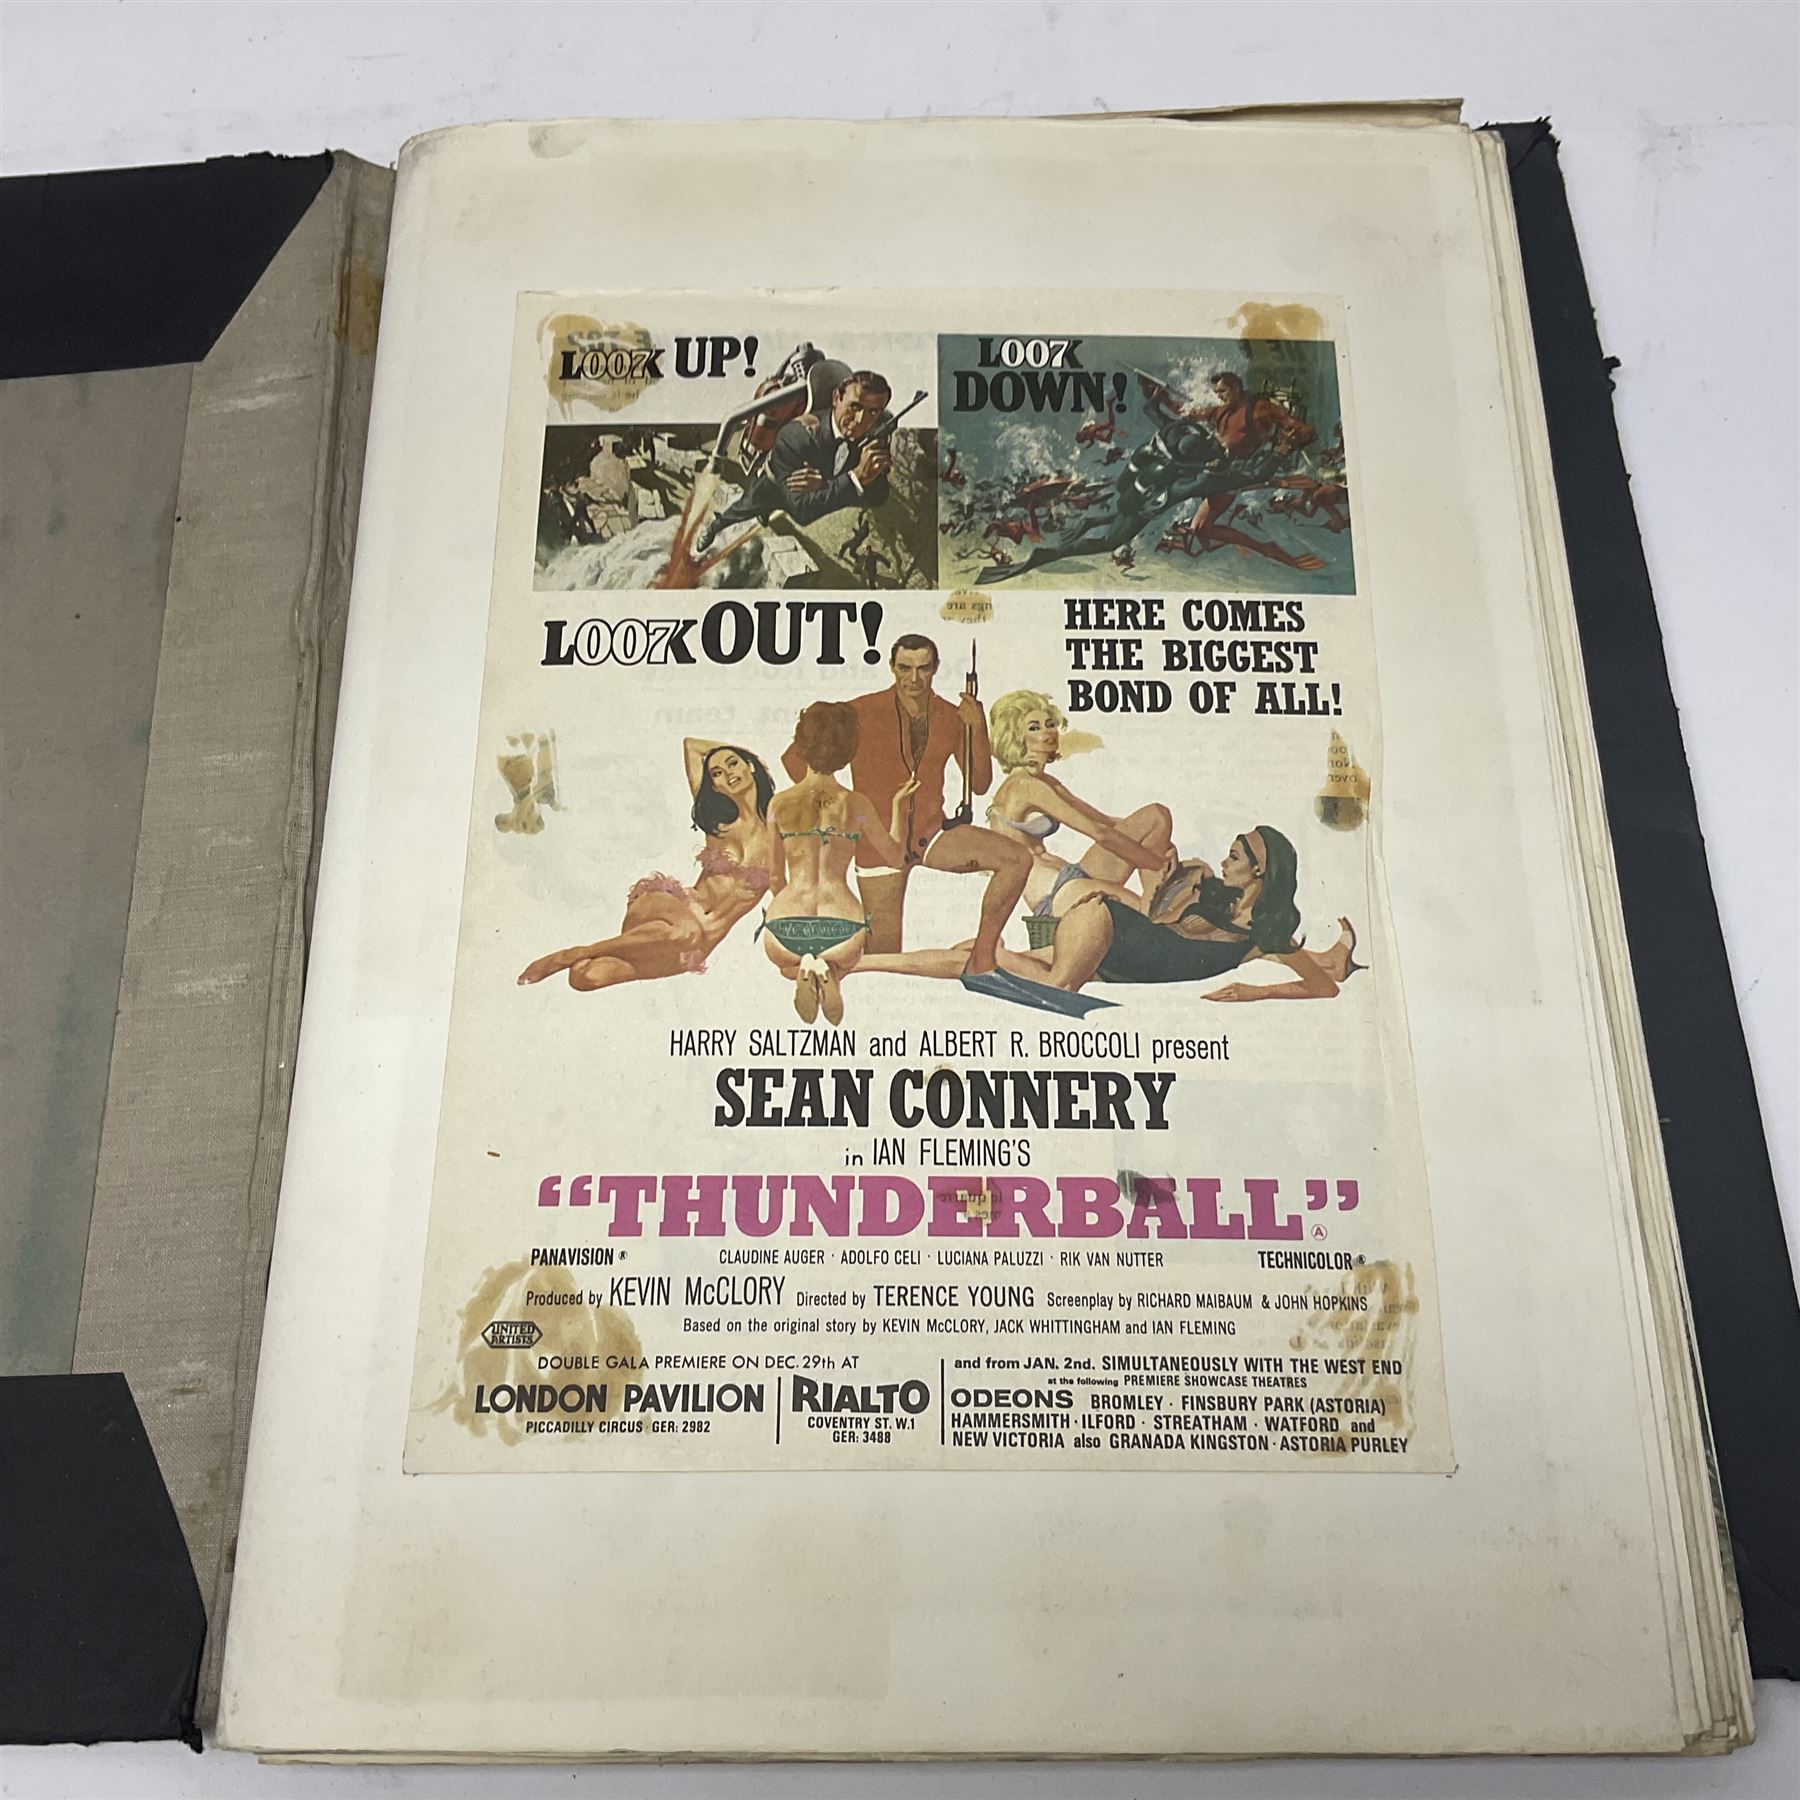 LOO7K UP!
LOO7K
DOWN!
LOO7K OUT!
HERE COMES
THE BIGGEST
BOND OF ALL!
HARRY SALTZMAN and ALBERT R. BROCCOLI present
SEAN CONNERY
in IAN FLEMING'S
“THUNDERBALL” A
PANAVISION ® CLAUDINE AUGER · ADOLFO CELI · LUCIANA PALUZZI · RIK VAN NUTTER TECHNICOLOR ®
Produced by KEVIN McCLORY Directed by TERENCE YOUNG Screenplay by RICHARD MAIBAUM & JOHN HOPKINS
Based on the original story by KEVIN McCLORY, JACK WHITTINGHAM and IAN FLEMING
UNITED
ARTISTS
DOUBLE GALA PREMIERE ON DEC. 29th AT
LONDON PAVILION
PICCADILLY CIRCUS · GER: 2982
RIALTO
COVENTRY ST. W.1
GER: 3488
and from JAN. 2nd. SIMULTANEOUSLY WITH THE WEST END
at the following PREMIERE SHOWCASE THEATRES
ODEONS BROMLEY · FINSBURY PARK (ASTORIA)
HAMMERSMITH · ILFORD · STREATHAM · WATFORD and
NEW VICTORIA also GRANADA KINGSTON · ASTORIA PURLEY